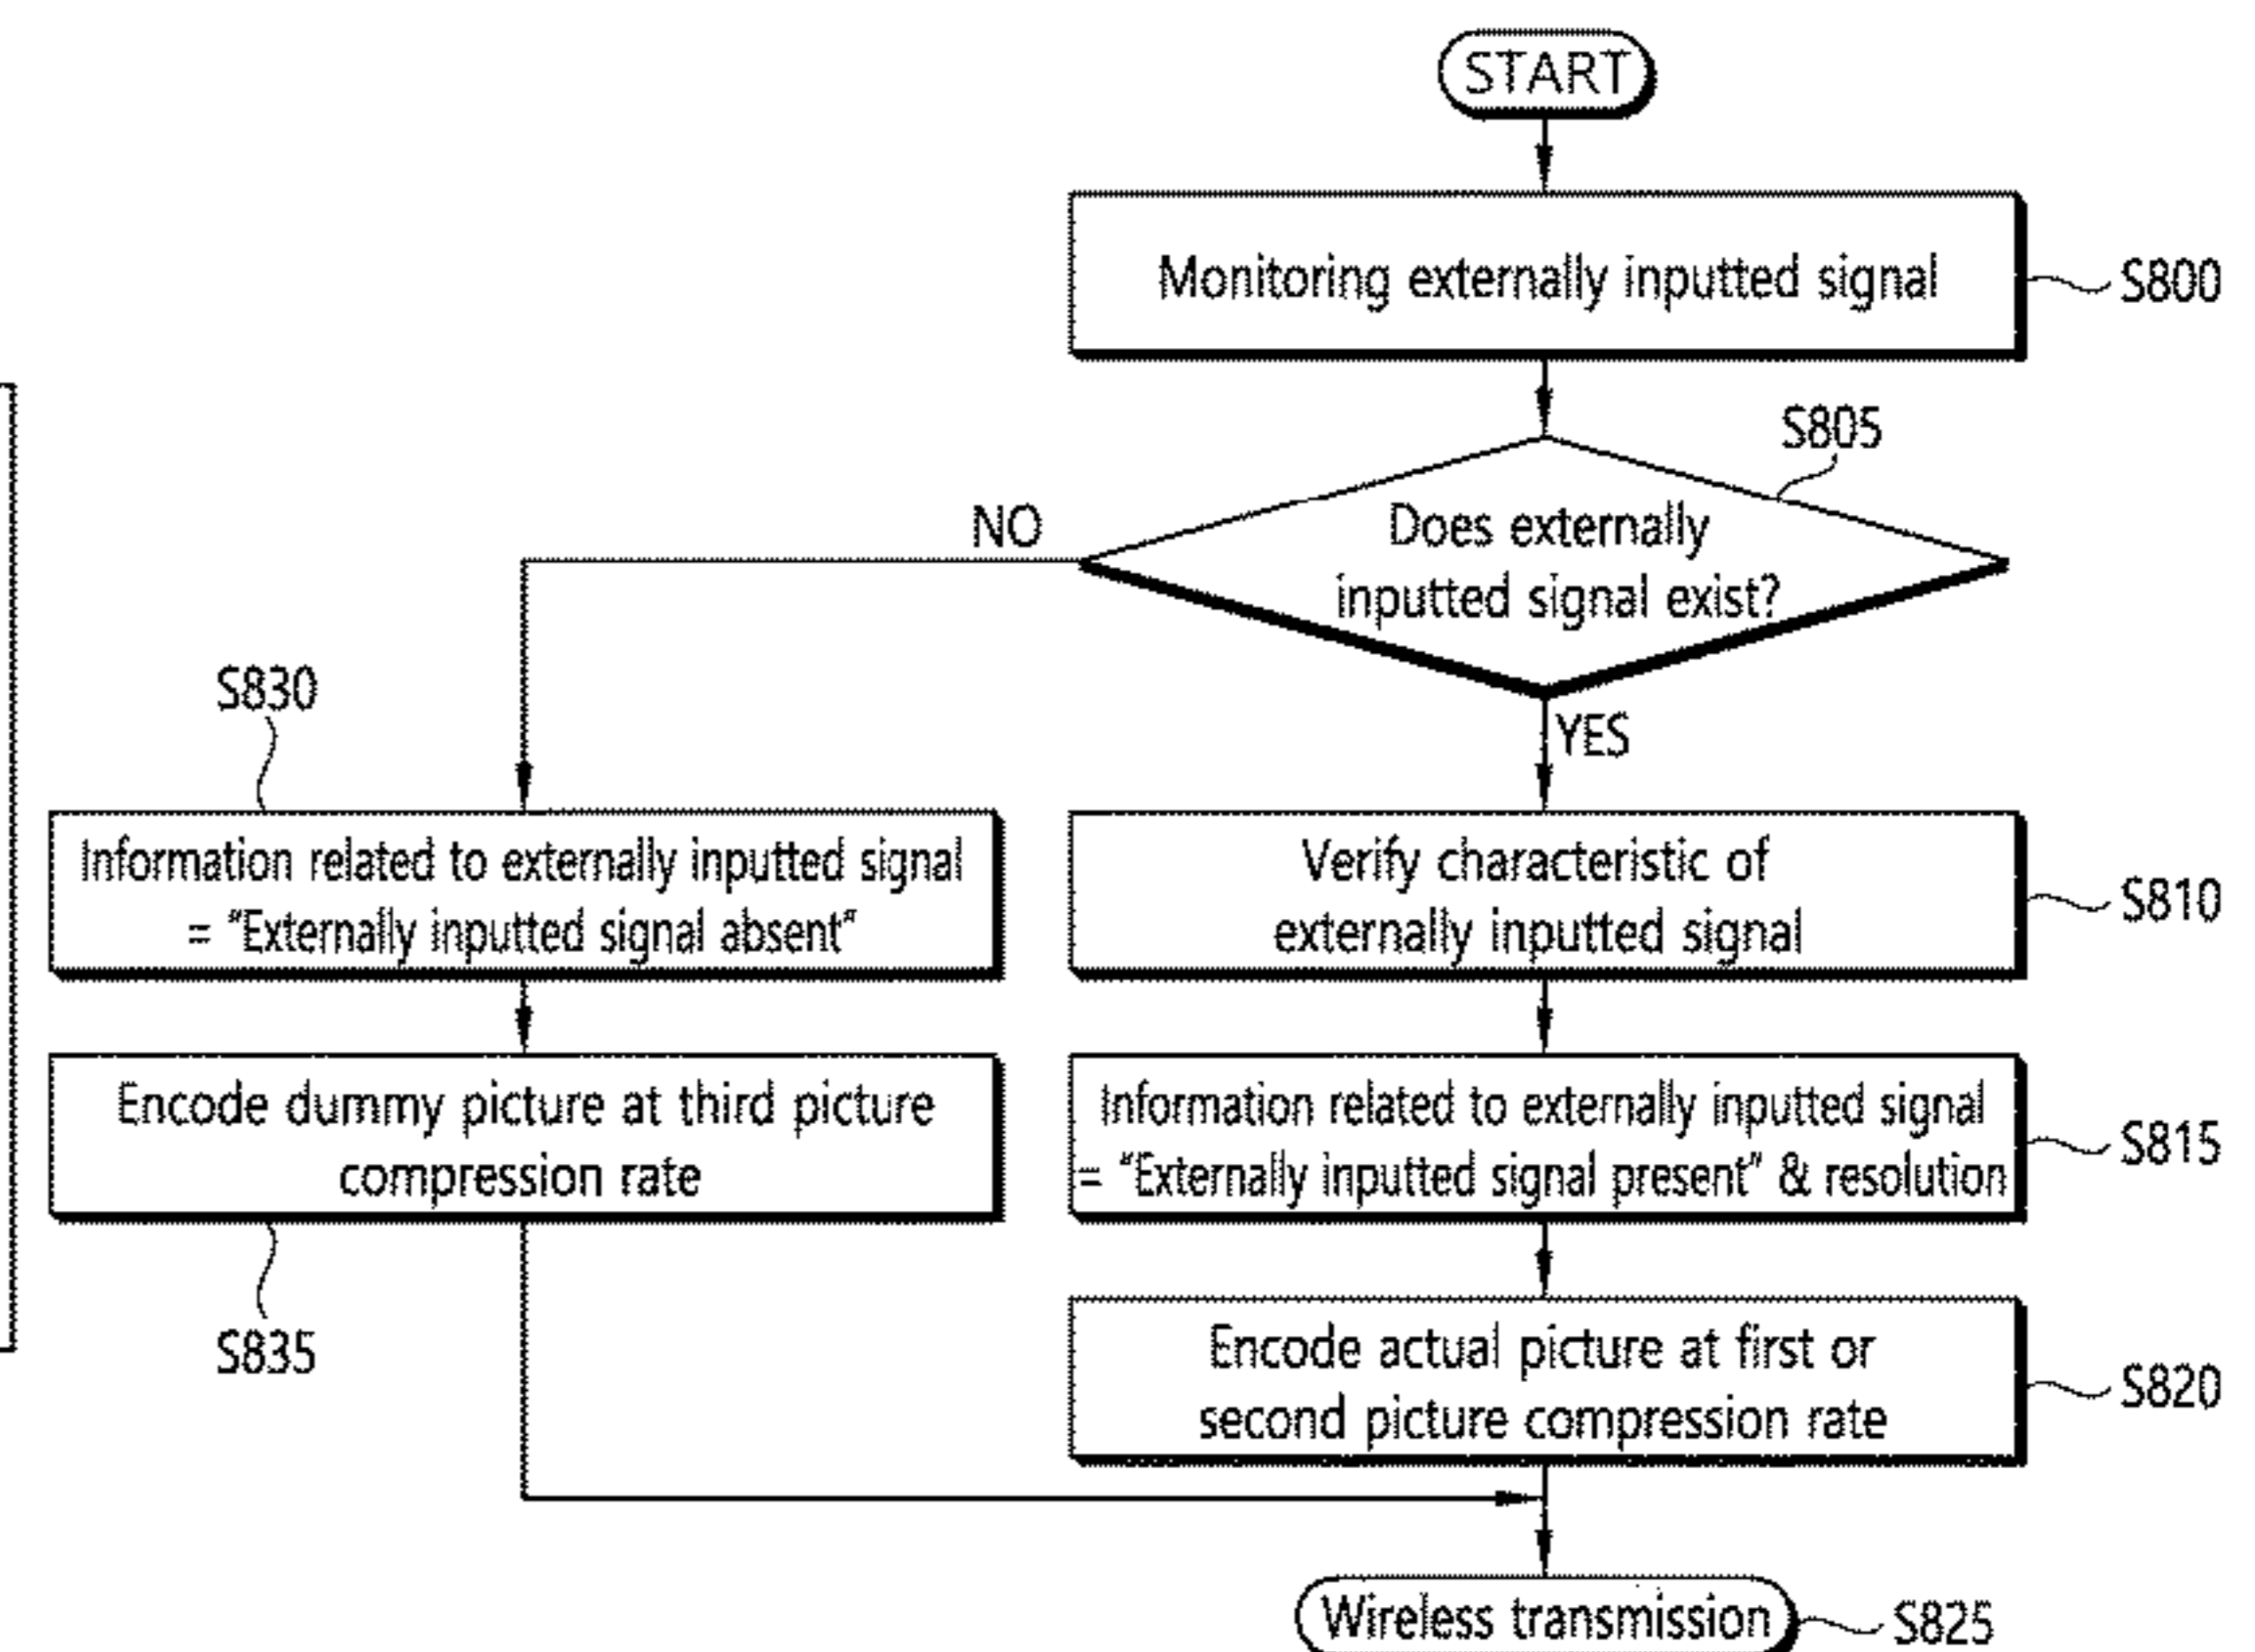 START
Monitoring externally inputted signal
S800
S805
Does externally
inputted signal exist?
NO
YES
S830
Information related to externally inputted signal
= “Externally inputted signal absent”
Verify characteristic of
externally inputted signal
S810
Encode dummy picture at third picture
compression rate
S835
Information related to externally inputted signal
= “Externally inputted signal present” & resolution
S815
Encode actual picture at first or
second picture compression rate
S820
Wireless transmission
S825